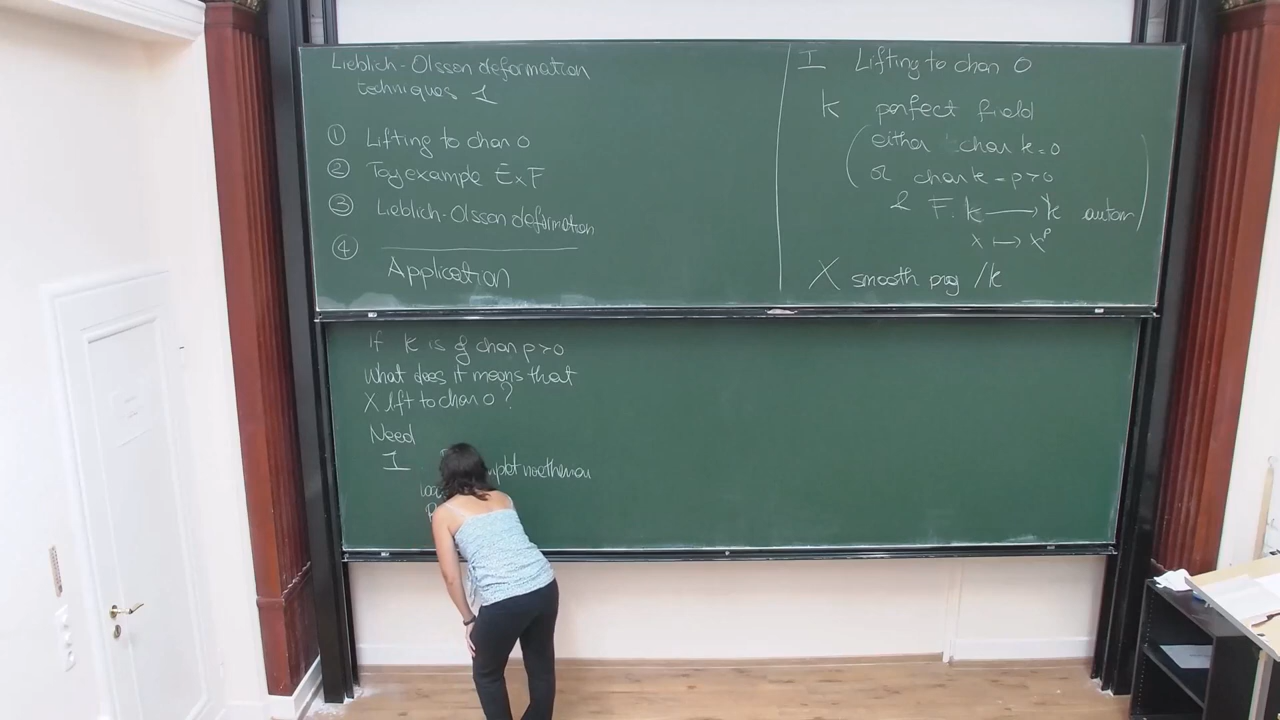 Lieblich-Olsson deformation
techniques 1
① Lifting to char 0
② Toy example E×F
③ Lieblich-Olsson deformation
④
Application
I Lifting to char 0
k perfect field
(either char k=0
or char k=p>0
& F: k → k autom)
x ↦ x^p
X smooth proj /k
If k is of char p>0
What does it means that
X lift to char 0?
Need
1 noetherian